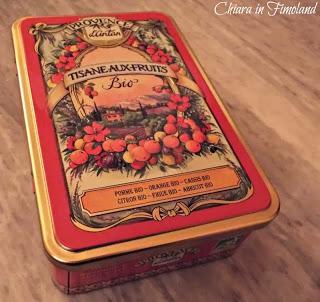 Chiara in Fimoland
PROVENCE
d'Antan
TISANE AUX FRUITS
Bio
POMME BIO - ORANGE BIO - CASSIS BIO
CITRON BIO - FRAISE BIO - ABRICOT BIO